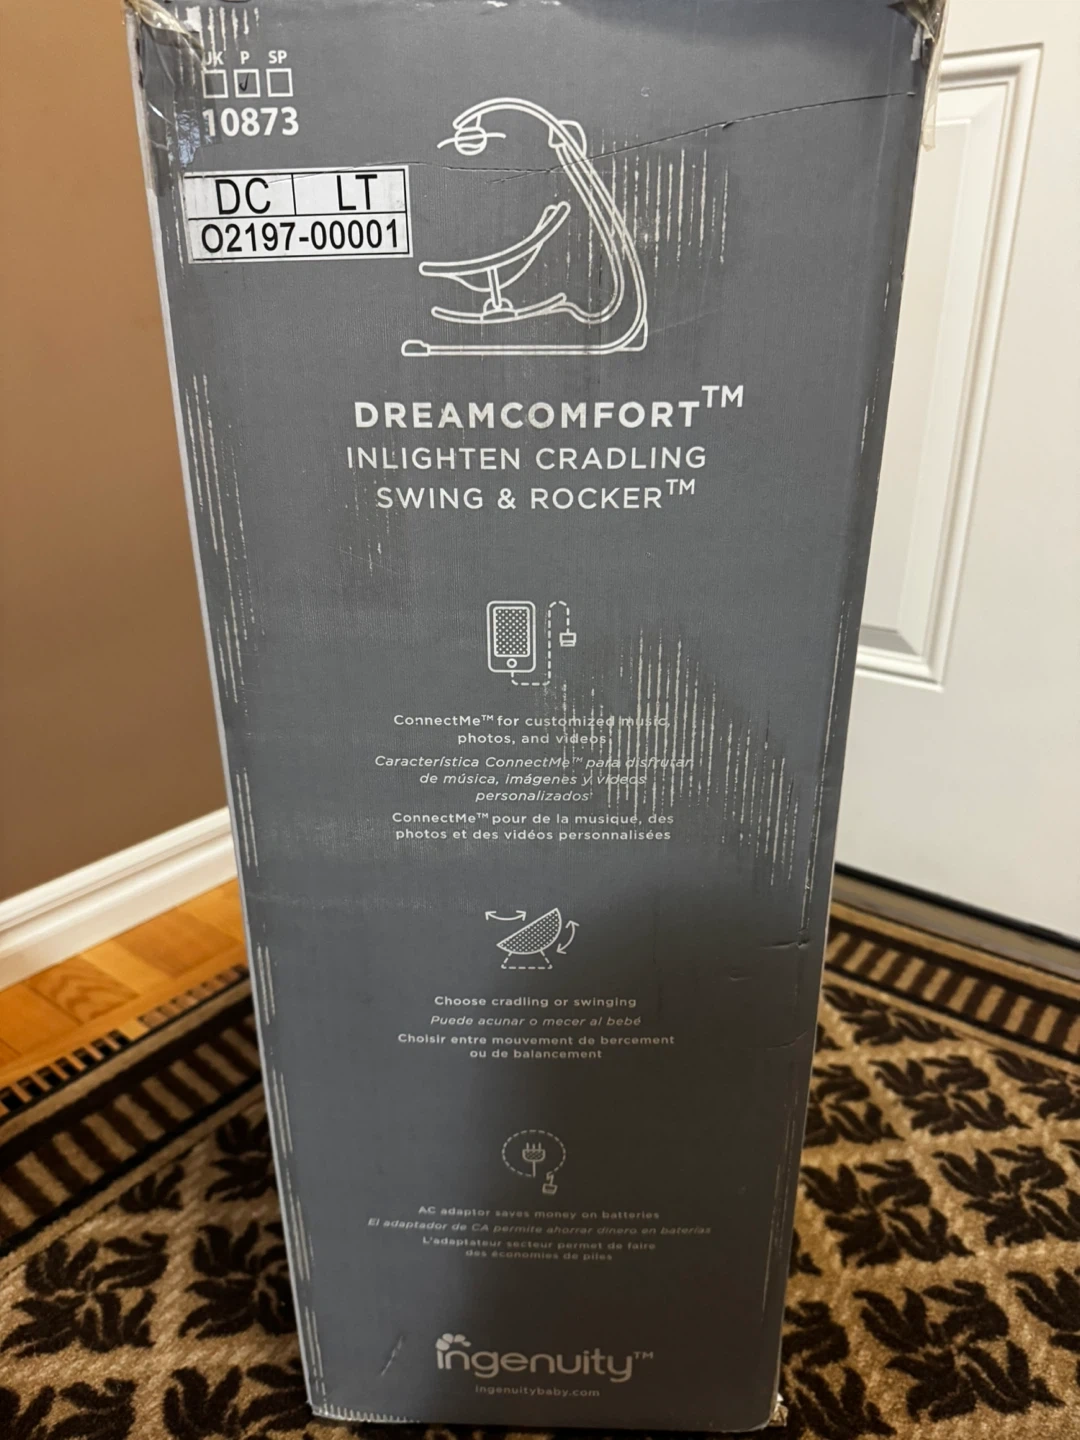 UK P SP
10873
DC LT
O2197-00001
DREAMCOMFORT™
INLIGHTEN CRADLING
SWING & ROCKER™
ConnectMe™ for customized music,
photos, and videos
Característica ConnectMe™ para disfrutar
de música, imágenes y videos
personalizados
ConnectMe™ pour de la musique, des
photos et des vidéos personnalisées
Choose cradling or swinging
Puede acunar o mecer al bebé
Choisir entre mouvement de bercement
ou de balancement
AC adaptor saves money on batteries
El adaptador de CA permite ahorrar dinero en baterías
L'adaptateur secteur permet de faire
des économies de piles
ingenuity™
ingenuitybaby.com